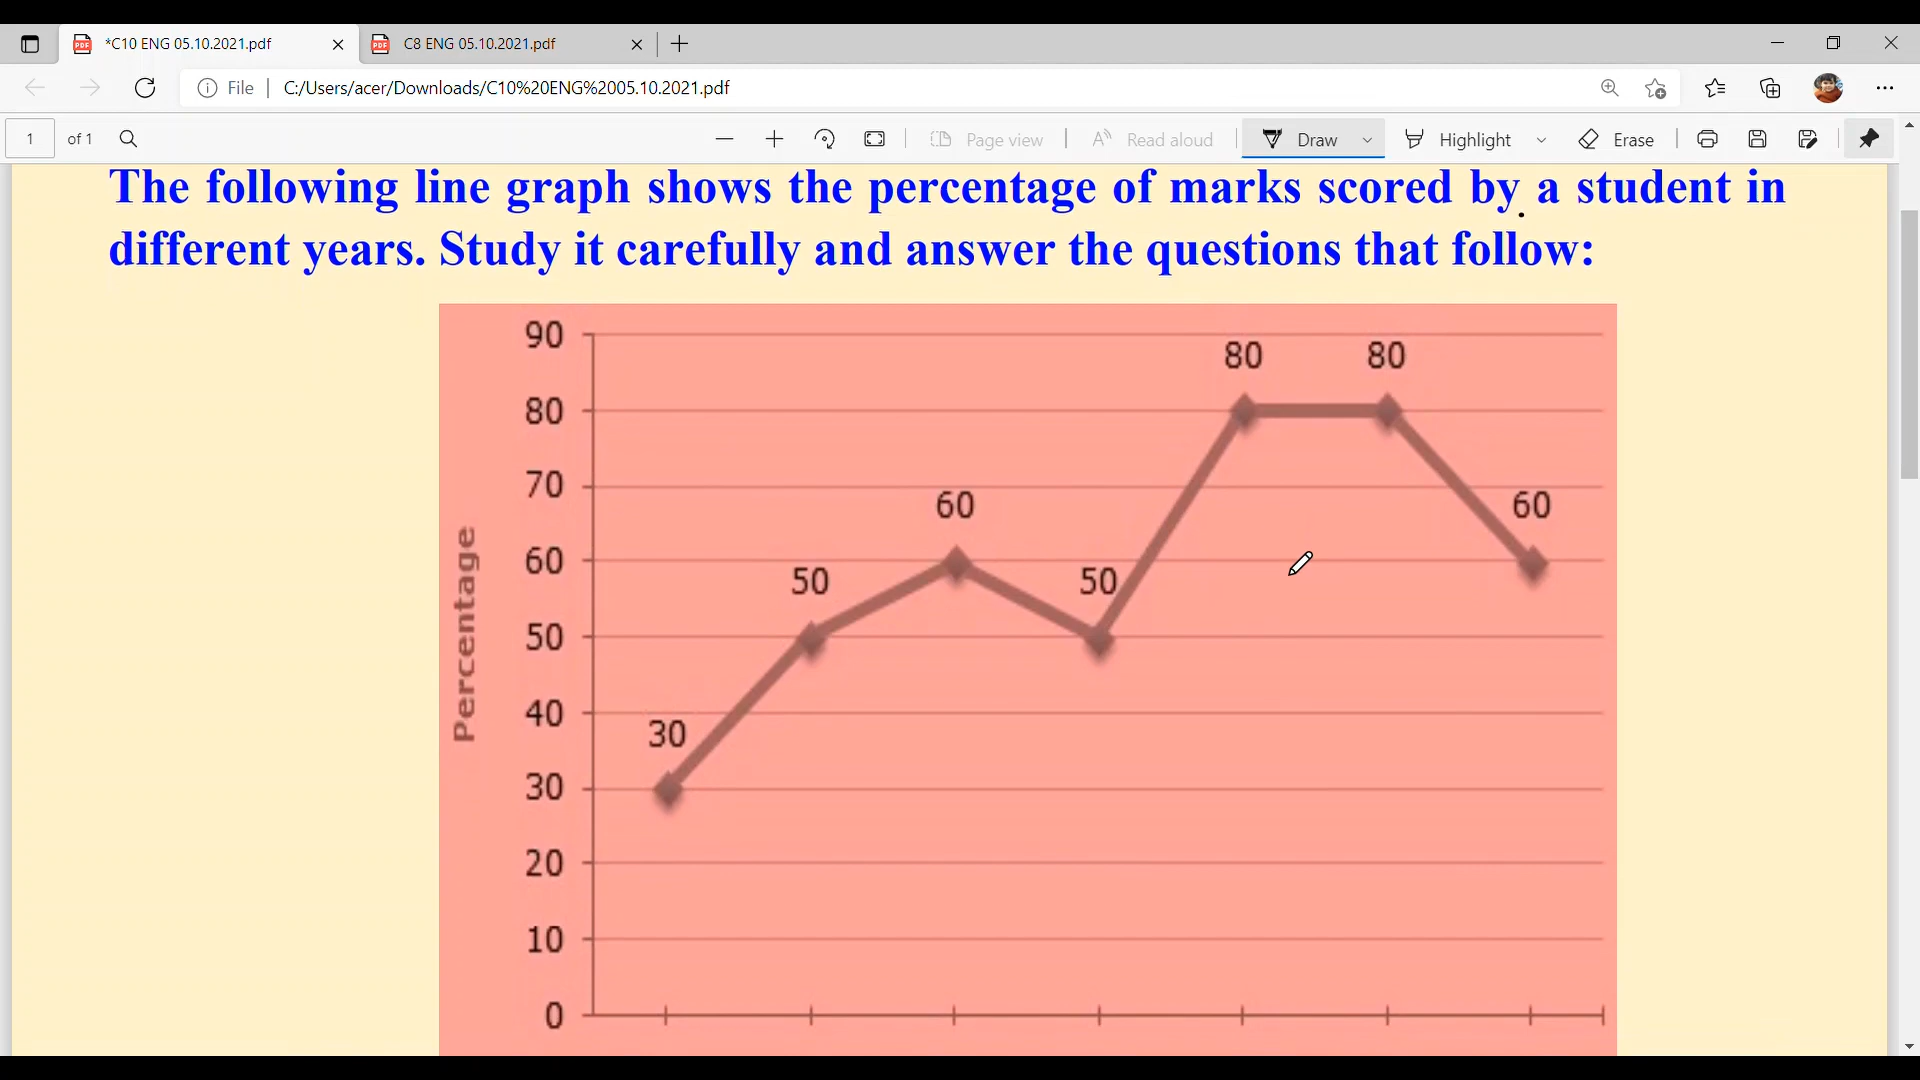 *C10 ENG 05.10.2021.pdf
C8 ENG 05.10.2021.pdf
File
C:/Users/acer/Downloads/C10%20ENG%2005.10.2021.pdf
1 of 1
Page view
Read aloud
Draw
Highlight
Erase
The following line graph shows the percentage of marks scored by a student in
different years. Study it carefully and answer the questions that follow:
Percentage
90
80
70
60
50
40
30
20
10
0
30
50
60
50
80
80
60